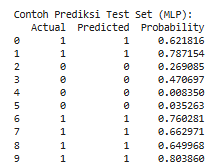 Contoh Prediksi Test Set (MLP):
Actual Predicted Probability
0 1 1 0.621816
1 1 1 0.787154
2 0 0 0.269085
3 0 0 0.470697
4 0 0 0.008350
5 0 0 0.035263
6 1 1 0.760281
7 1 1 0.662971
8 1 1 0.649968
9 1 1 0.803860